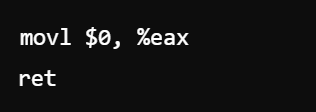 movl $0, %eax
ret